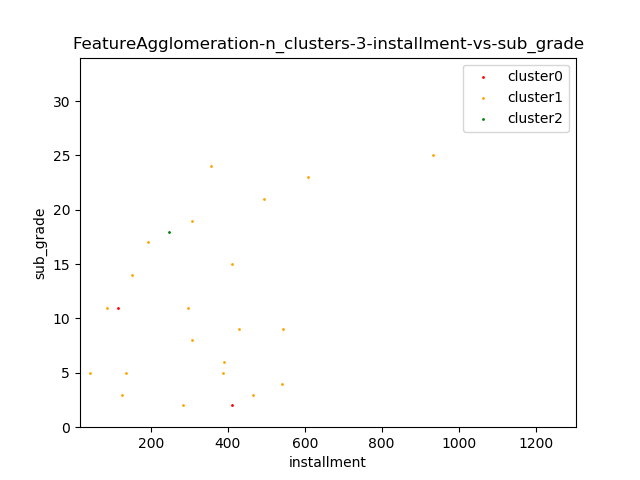 FeatureAgglomeration-n_clusters-3-installment-vs-sub_grade
cluster0
cluster1
cluster2
sub_grade
30
25
20
15
10
5
0
200 400 600 800 1000 1200
installment